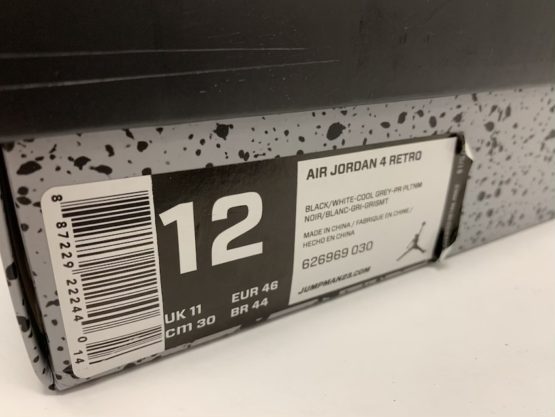 8 87229 22244 0 14
12
UK 11 EUR 46
cm 30 BR 44
AIR JORDAN 4 RETRO
BLACK/WHITE-COOL GREY-PR PLTNM
NOIR/BLANC-GRI-GRISMT
MADE IN CHINA / FABRIQUE EN CHINE /
HECHO EN CHINA
626969 030
JUMPMAN23.COM